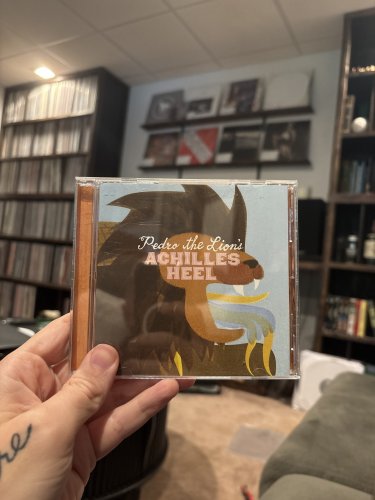 Pedro the Lion's
ACHILLES
HEEL